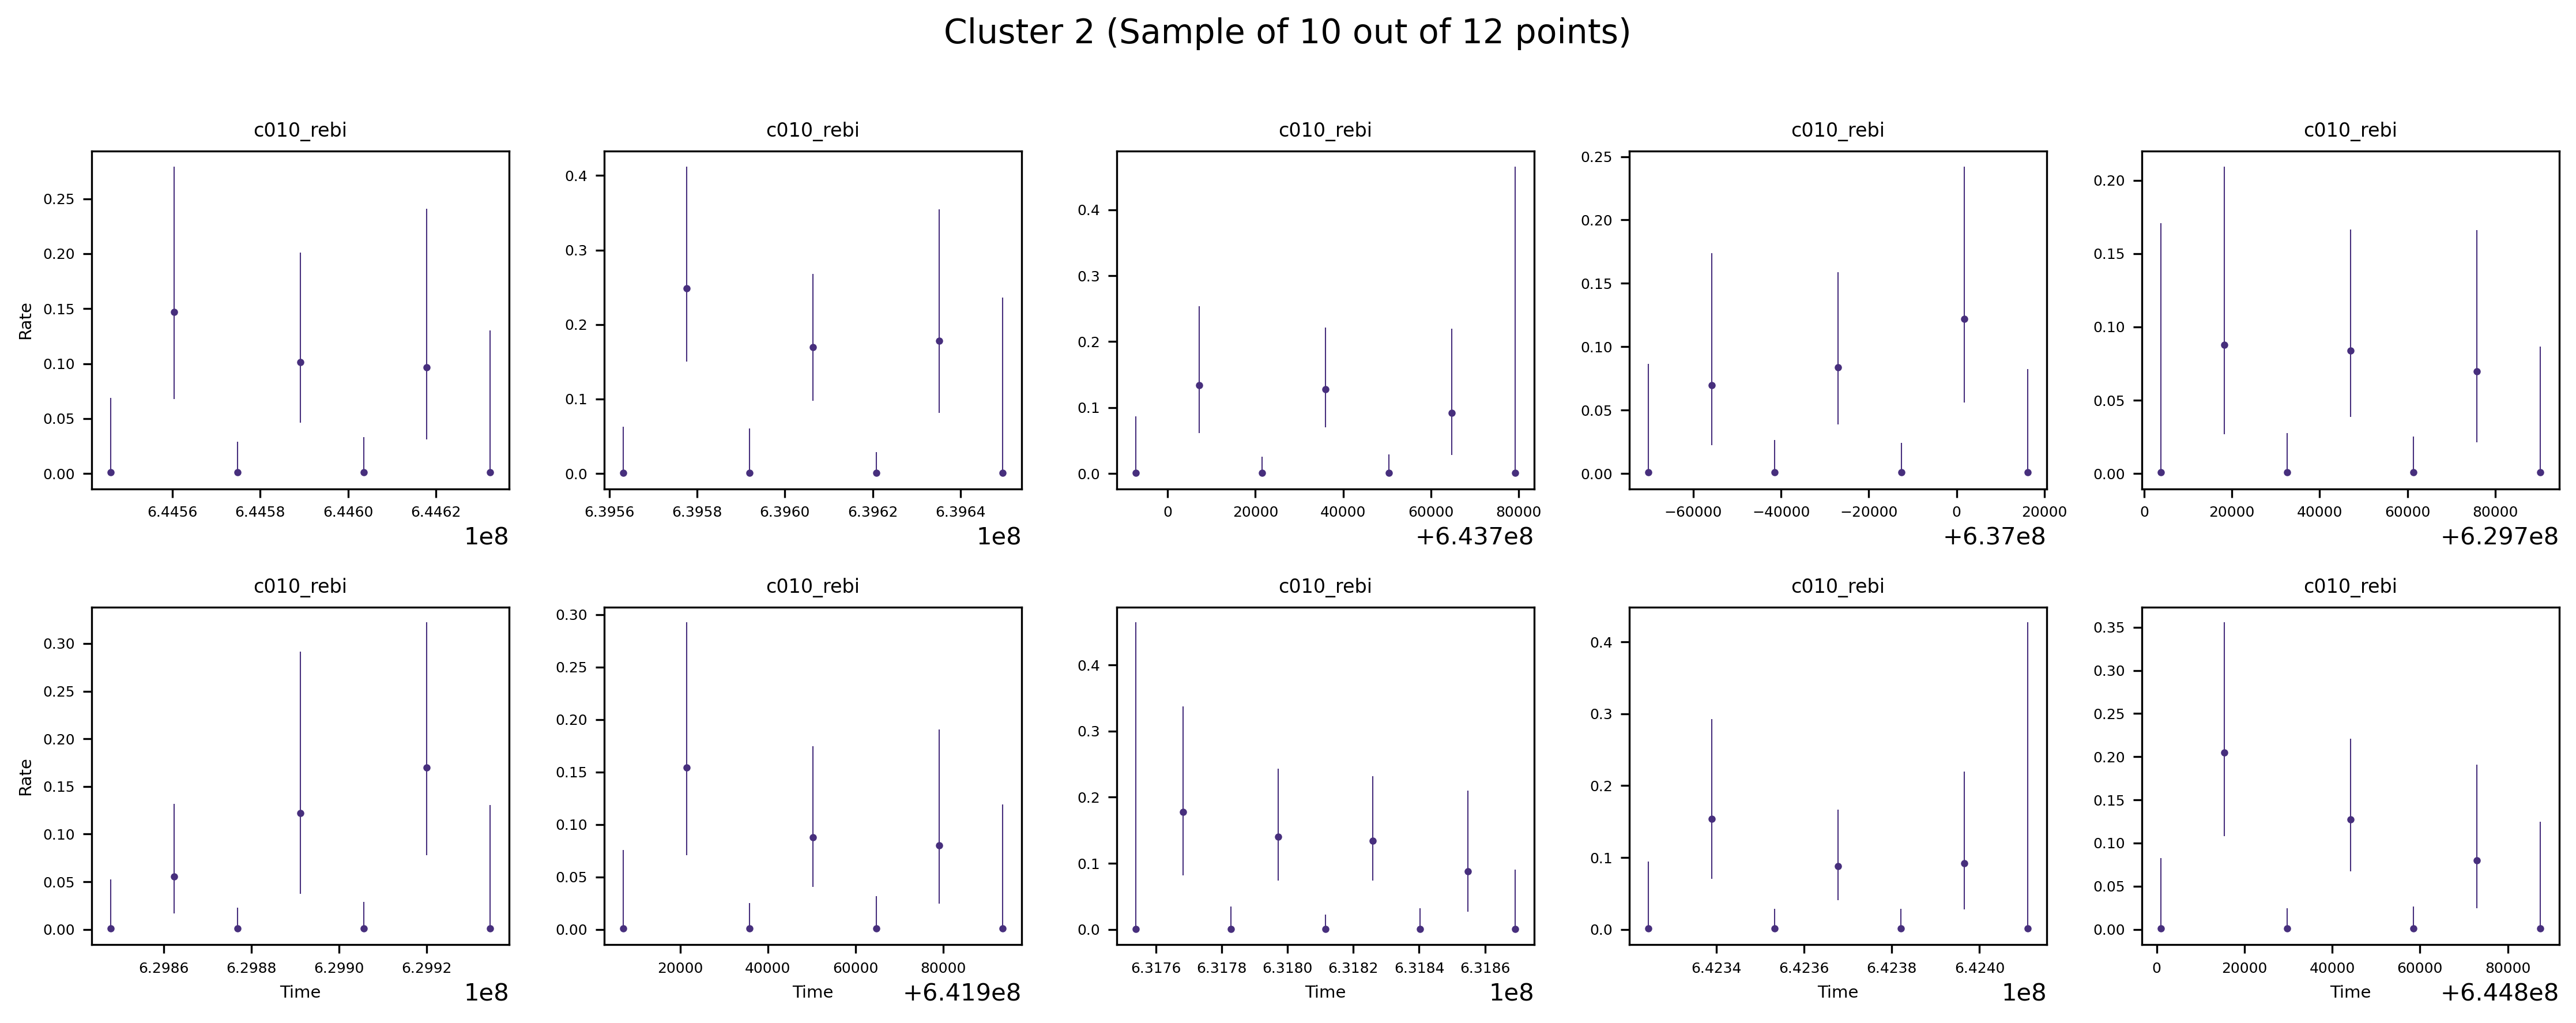 Cluster 2 (Sample of 10 out of 12 points)
c010_rebi c010_rebi c010_rebi c010_rebi c010_rebi
Rate
0.25
0.20
0.15
0.10
0.05
0.00
6.4456 6.4458 6.4460 6.4462
1e8
0.4
0.3
0.2
0.1
0.0
6.3956 6.3958 6.3960 6.3962 6.3964
1e8
0.4
0.3
0.2
0.1
0.0
0 20000 40000 60000 80000
+6.437e8
0.25
0.20
0.15
0.10
0.05
0.00
−60000 −40000 −20000 0 20000
+6.37e8
0.20
0.15
0.10
0.05
0.00
0 20000 40000 60000 80000
+6.297e8
c010_rebi c010_rebi c010_rebi c010_rebi c010_rebi
Rate
0.30
0.25
0.20
0.15
0.10
0.05
0.00
6.2986 6.2988 6.2990 6.2992
Time 1e8
0.30
0.25
0.20
0.15
0.10
0.05
0.00
20000 40000 60000 80000
Time +6.419e8
0.4
0.3
0.2
0.1
0.0
6.3176 6.3178 6.3180 6.3182 6.3184 6.3186
Time 1e8
0.4
0.3
0.2
0.1
0.0
6.4234 6.4236 6.4238 6.4240
Time 1e8
0.35
0.30
0.25
0.20
0.15
0.10
0.05
0.00
0 20000 40000 60000 80000
Time +6.448e8